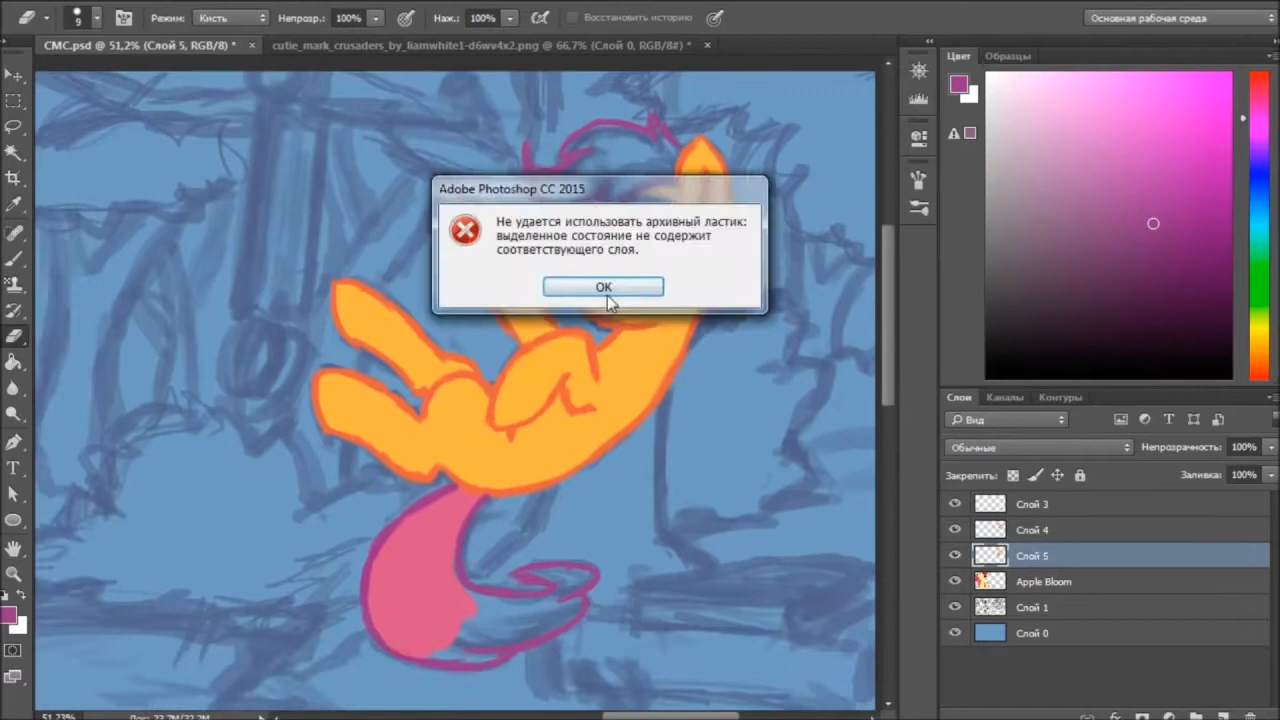 9
Режим: Кисть
Непрозр.: 100%
Наж.: 100%
Восстановить историю
Основная рабочая среда
CMC.psd @ 51,2% (Слой 5, RGB/8) * ×
cutie_mark_crusaders_by_liamwhite1-d6wv4x2.png @ 66,7% (Слой 0, RGB/8#) * ×
Цвет
Образцы
Adobe Photoshop CC 2015
Не удается использовать архивный ластик:
выделенное состояние не содержит
соответствующего слоя.
OK
Слои
Каналы
Контуры
Вид
Обычные
Непрозрачность: 100%
Закрепить:
Заливка: 100%
Слой 3
Слой 4
Слой 5
Apple Bloom
Слой 1
Слой 0
51,23%